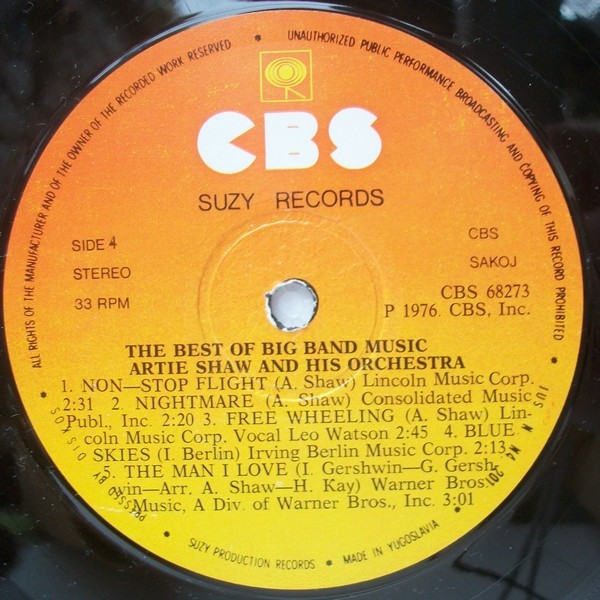 ALL RIGHTS OF THE MANUFACTURER AND OF THE OWNER OF THE RECORDED WORK RESERVED • UNAUTHORIZED PUBLIC PERFORMANCE BROADCASTING AND COPYING OF THIS RECORD PROHIBITED •
CBS
SUZY RECORDS
SIDE 4
STEREO
33 RPM
CBS
SAKOJ
CBS 68273
P 1976. CBS, Inc.
THE BEST OF BIG BAND MUSIC
ARTIE SHAW AND HIS ORCHESTRA
1. NON—STOP FLIGHT (A. Shaw) Lincoln Music Corp.
2:31 2. NIGHTMARE (A. Shaw) Consolidated Music
Publ., Inc. 2:20 3. FREE WHEELING (A. Shaw) Lin-
coln Music Corp. Vocal Leo Watson 2:45 4. BLUE
SKIES (I. Berlin) Irving Berlin Music Corp. 2:13
5. THE MAN I LOVE (I. Gershwin—G. Gersh-
win—Arr. A. Shaw—H. Kay) Warner Bros.
Music, A Div. of Warner Bros., Inc. 3:01
PRESSED BY DISKOS
• SUZY PRODUCTION RECORDS • MADE IN YUGOSLAVIA •